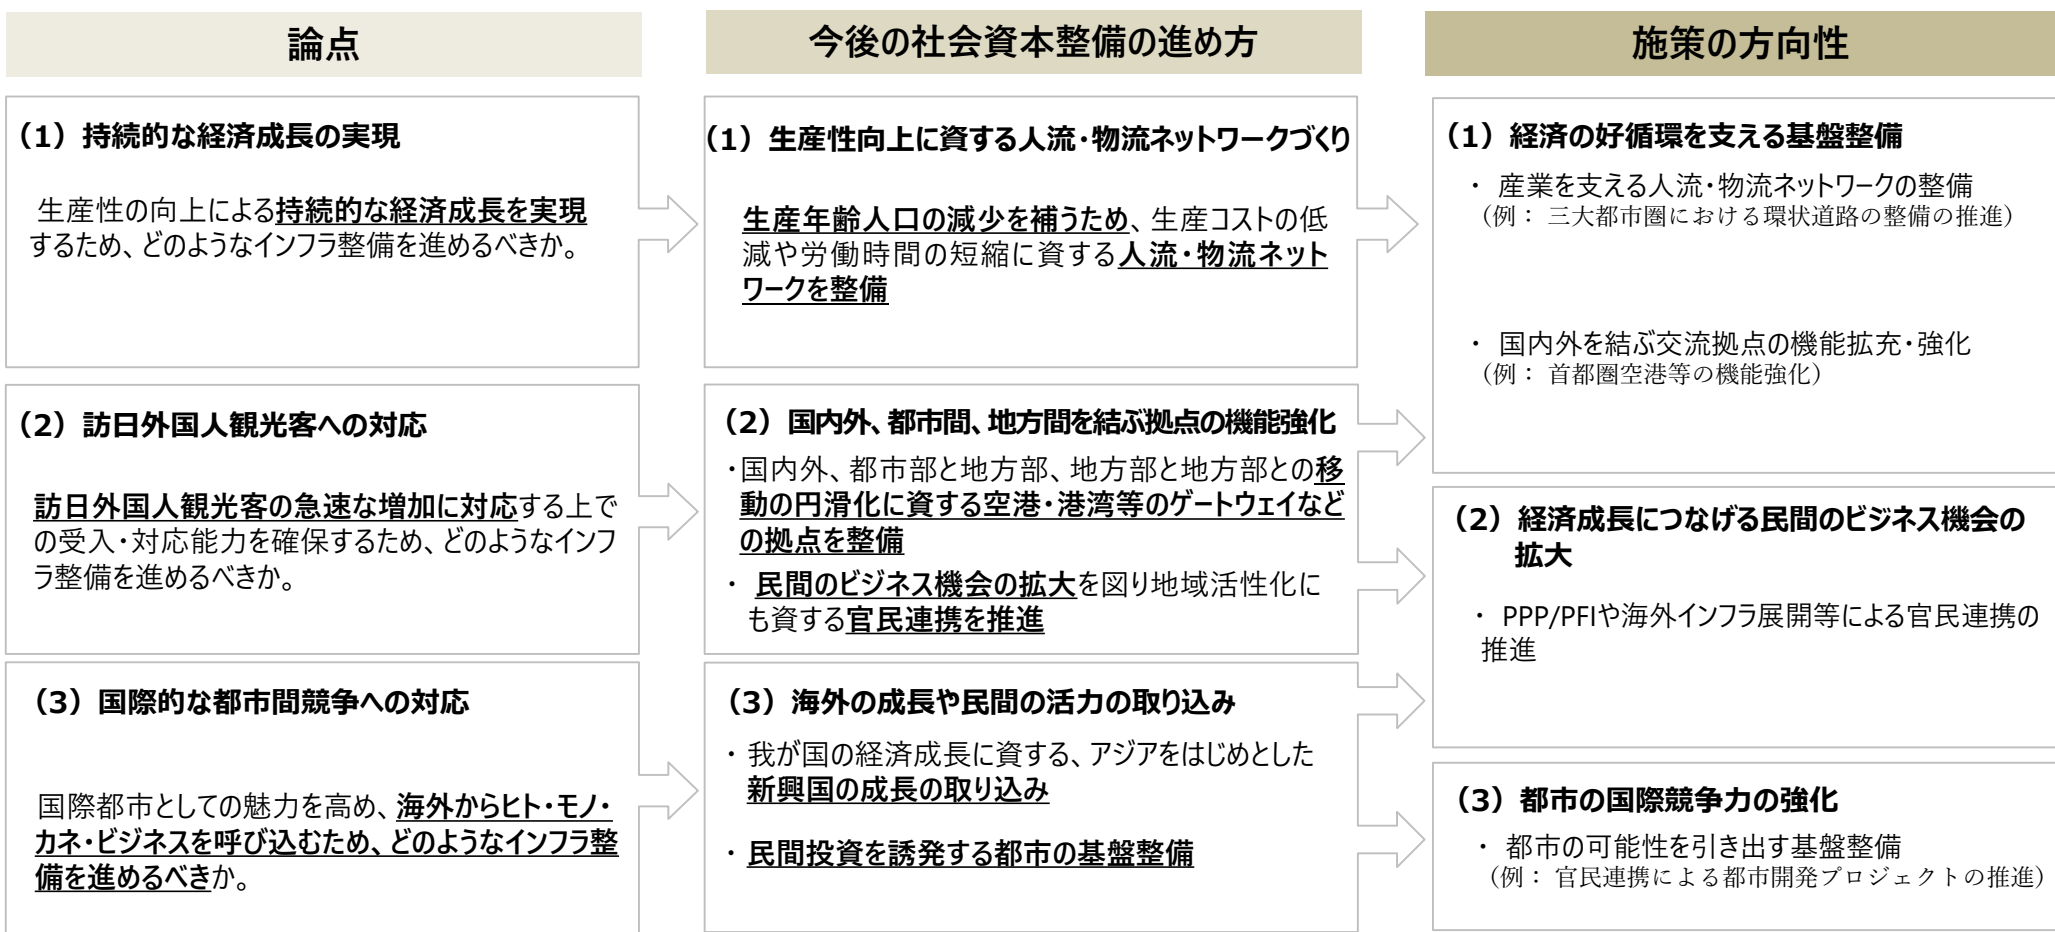 論点
(1)持続的な経済成長の実現
生産性の向上による持続的な経済成長を実現
するため、どのようなインフラ整備を進めるべきか。
(2)訪日外国人観光客への対応
訪日外国人観光客の急速な増加に対応する上で
の受入・対応能力を確保するため、どのようなインフ
ラ整備を進めるべきか。
(3)国際的な都市間競争への対応
国際都市としての魅力を高め、海外からヒト・モノ・
カネ・ビジネスを呼び込むため、どのようなインフラ整
備を進めるべきか。
今後の社会資本整備の進め方
(1)生産性向上に資する人流・物流ネットワークづくり
生産年齢人口の減少を補うため、生産コストの低
減や労働時間の短縮に資する人流・物流ネット
ワークを整備
(2)国内外、都市間、地方間を結ぶ拠点の機能強化
・国内外、都市部と地方部、地方部と地方部との移
動の円滑化に資する空港・港湾等のゲートウェイなど
の拠点を整備
・ 民間のビジネス機会の拡大を図り地域活性化に
も資する官民連携を推進
(3)海外の成長や民間の活力の取り込み
・ 我が国の経済成長に資する、アジアをはじめとした
新興国の成長の取り込み
・ 民間投資を誘発する都市の基盤整備
施策の方向性
(1)経済の好循環を支える基盤整備
・ 産業を支える人流・物流ネットワークの整備
(例: 三大都市圏における環状道路の整備の推進)
・ 国内外を結ぶ交流拠点の機能拡充・強化
(例: 首都圏空港等の機能強化)
(2)経済成長につなげる民間のビジネス機会の
拡大
・ PPP/PFIや海外インフラ展開等による官民連携の
推進
(3)都市の国際競争力の強化
・ 都市の可能性を引き出す基盤整備
(例: 官民連携による都市開発プロジェクトの推進)